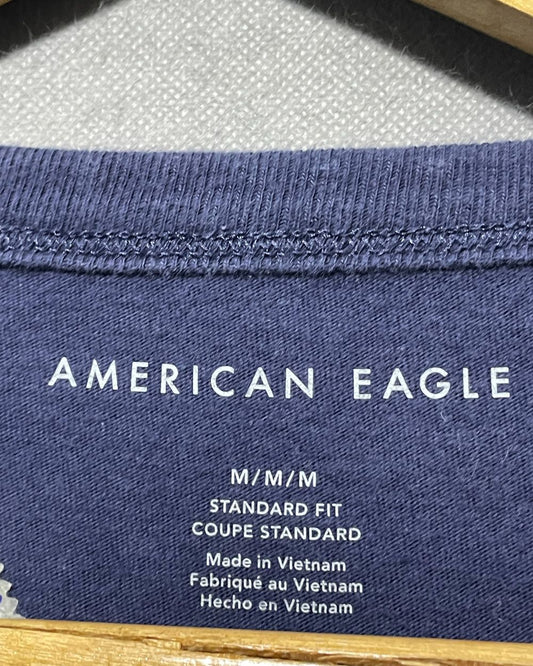 AMERICAN EAGLE
M/M/M
STANDARD FIT
COUPE STANDARD
Made in Vietnam
Fabriqué au Vietnam
Hecho en Vietnam